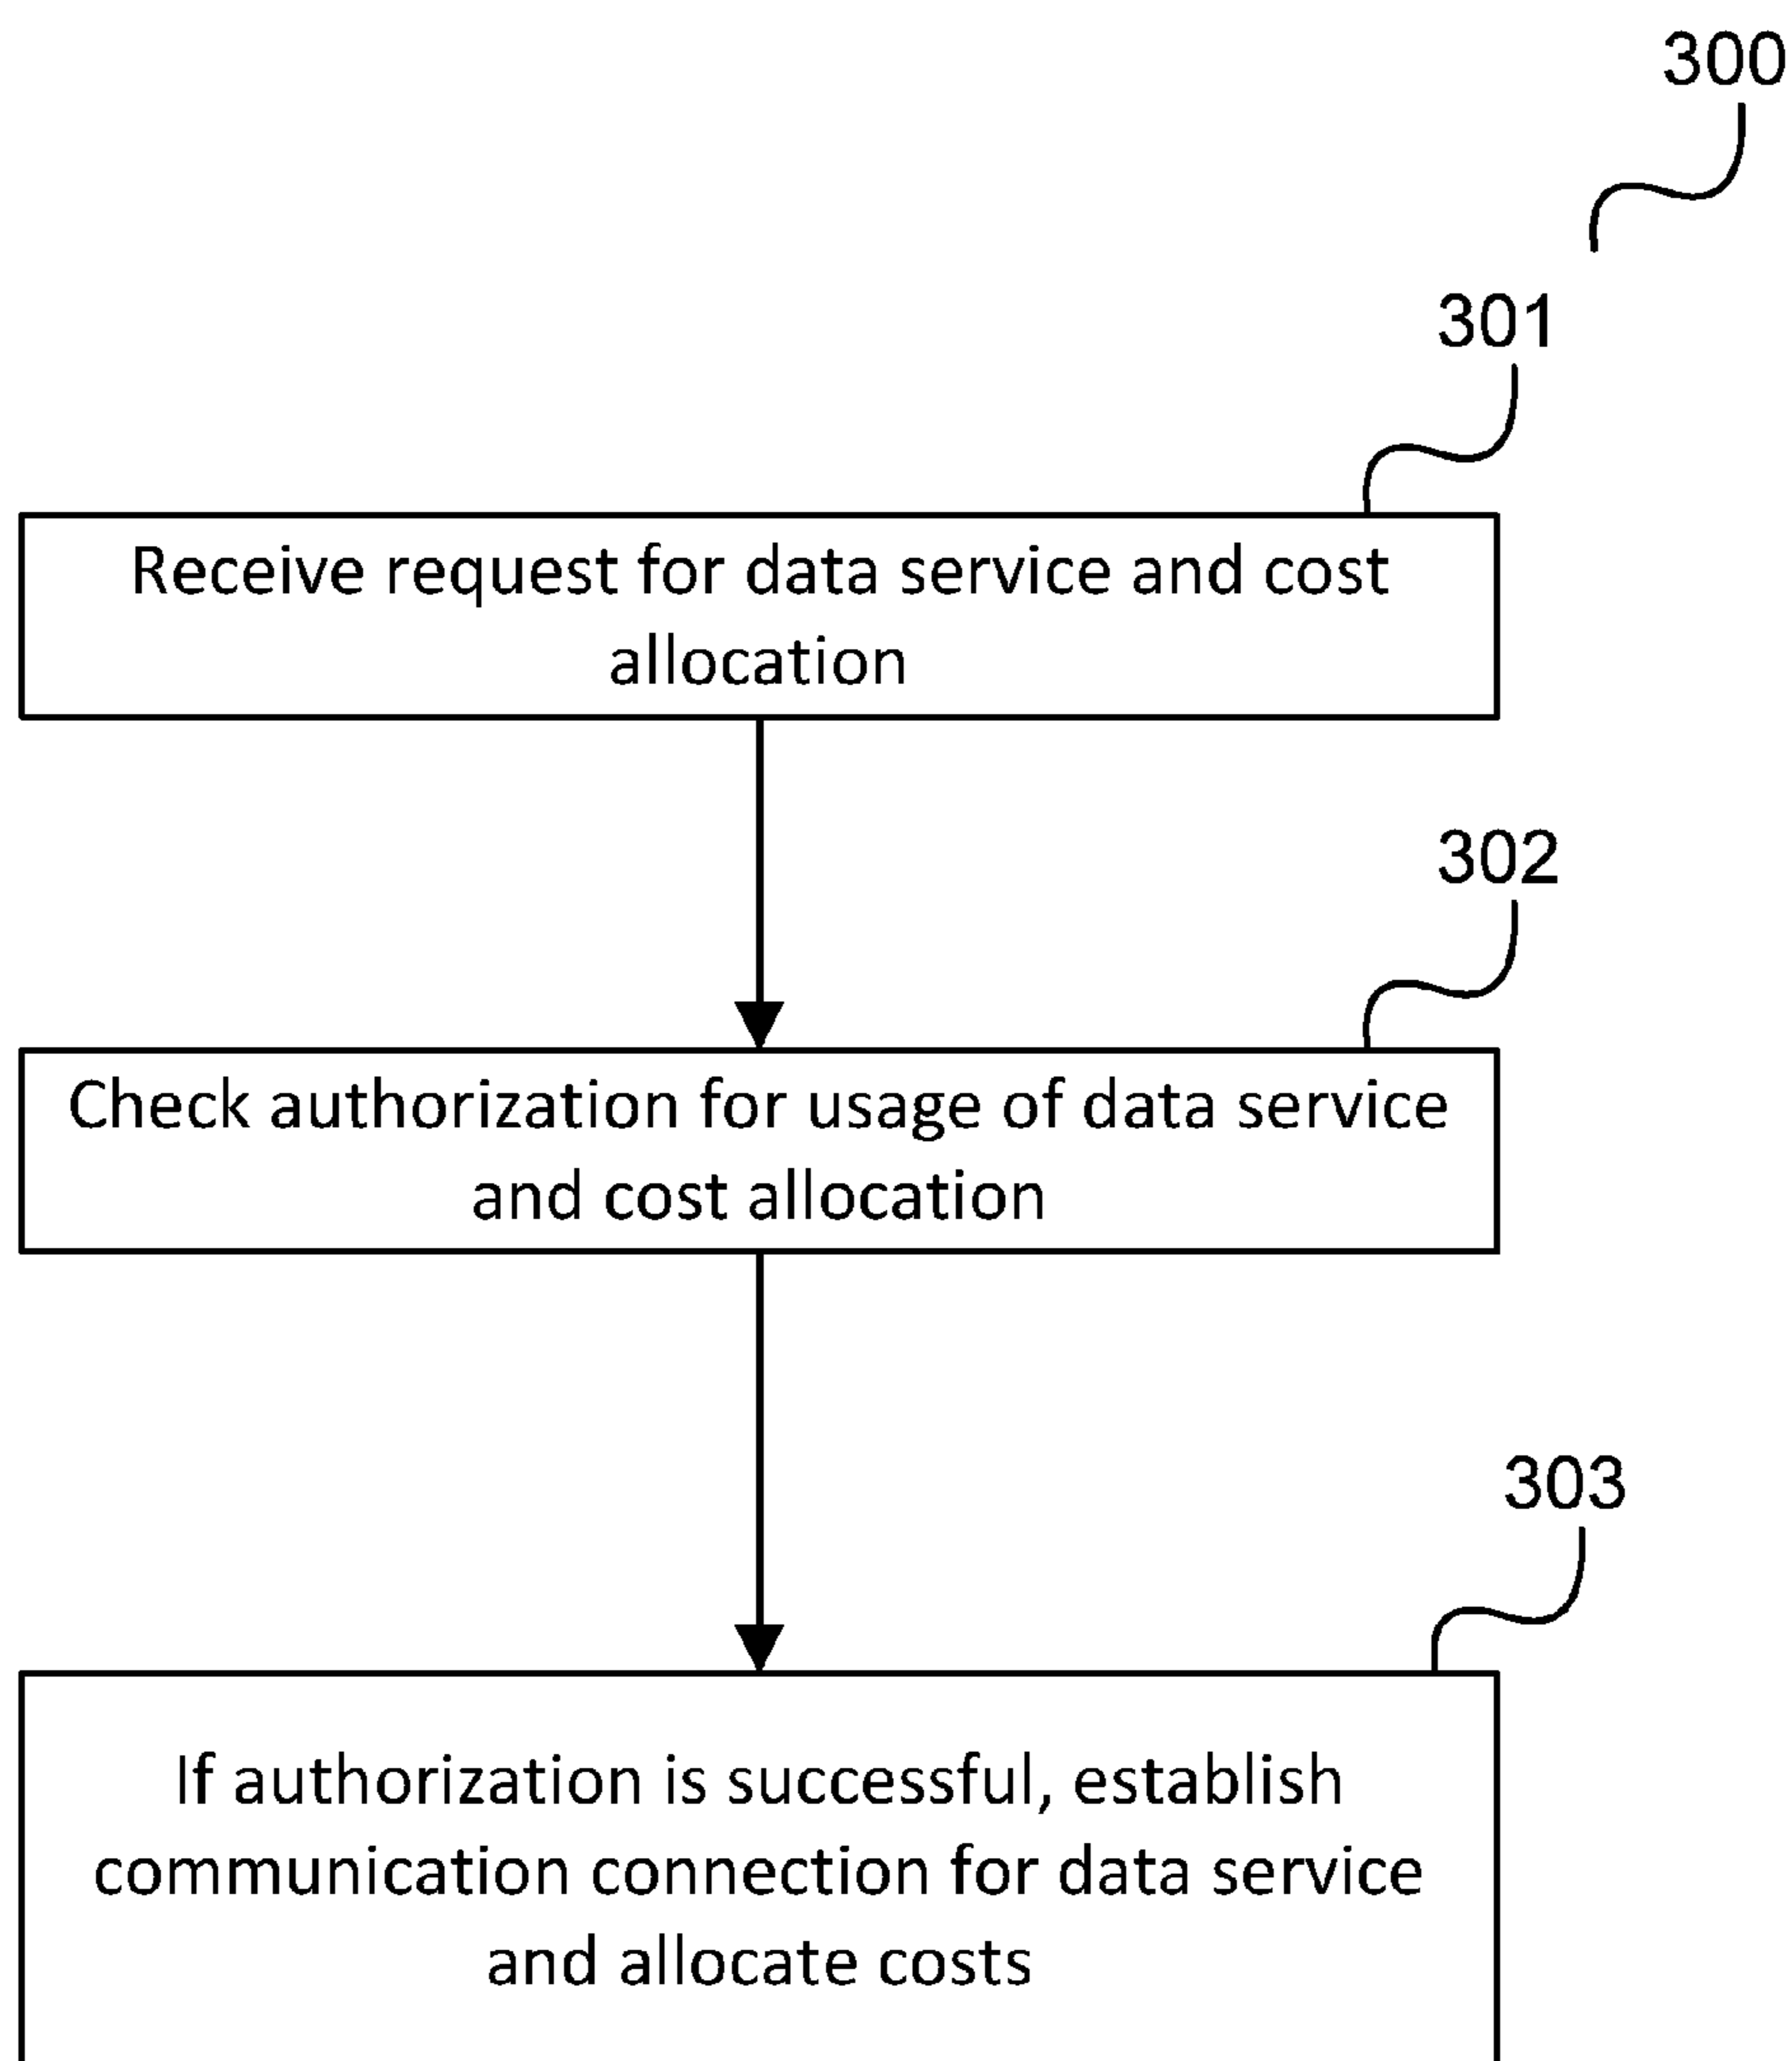 300
301
Receive request for data service and cost
allocation
302
Check authorization for usage of data service
and cost allocation
303
If authorization is successful, establish
communication connection for data service
and allocate costs